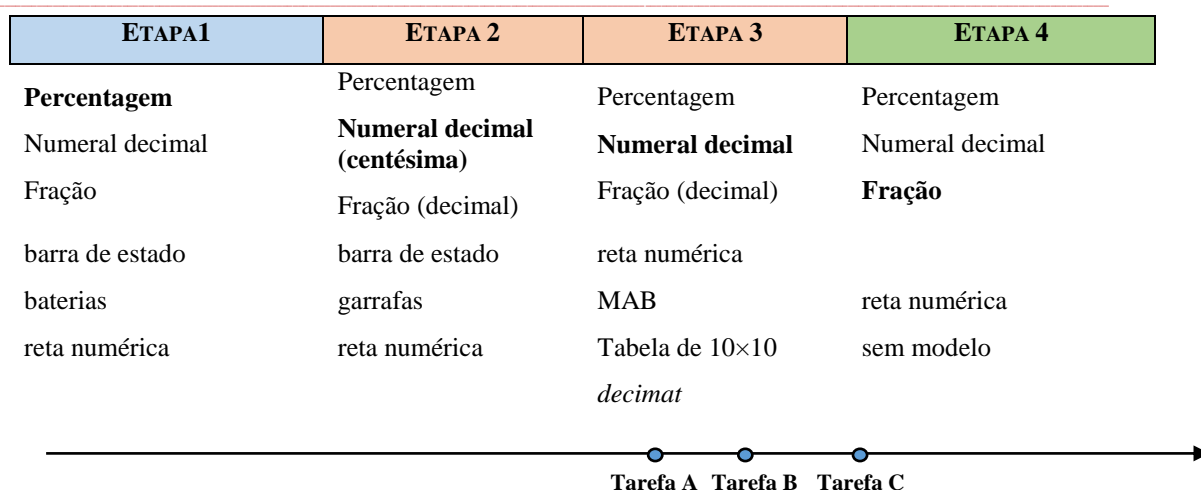 ETAPA1 ETAPA 2 ETAPA 3 ETAPA 4
Percentagem Percentagem Percentagem Percentagem
Numeral decimal Numeral decimal (centésima) Numeral decimal Numeral decimal
Fração Fração (decimal) Fração (decimal) Fração
barra de estado barra de estado reta numérica
baterias garrafas MAB reta numérica
reta numérica reta numérica Tabela de 10×10 sem modelo
decimat
Tarefa A Tarefa B Tarefa C